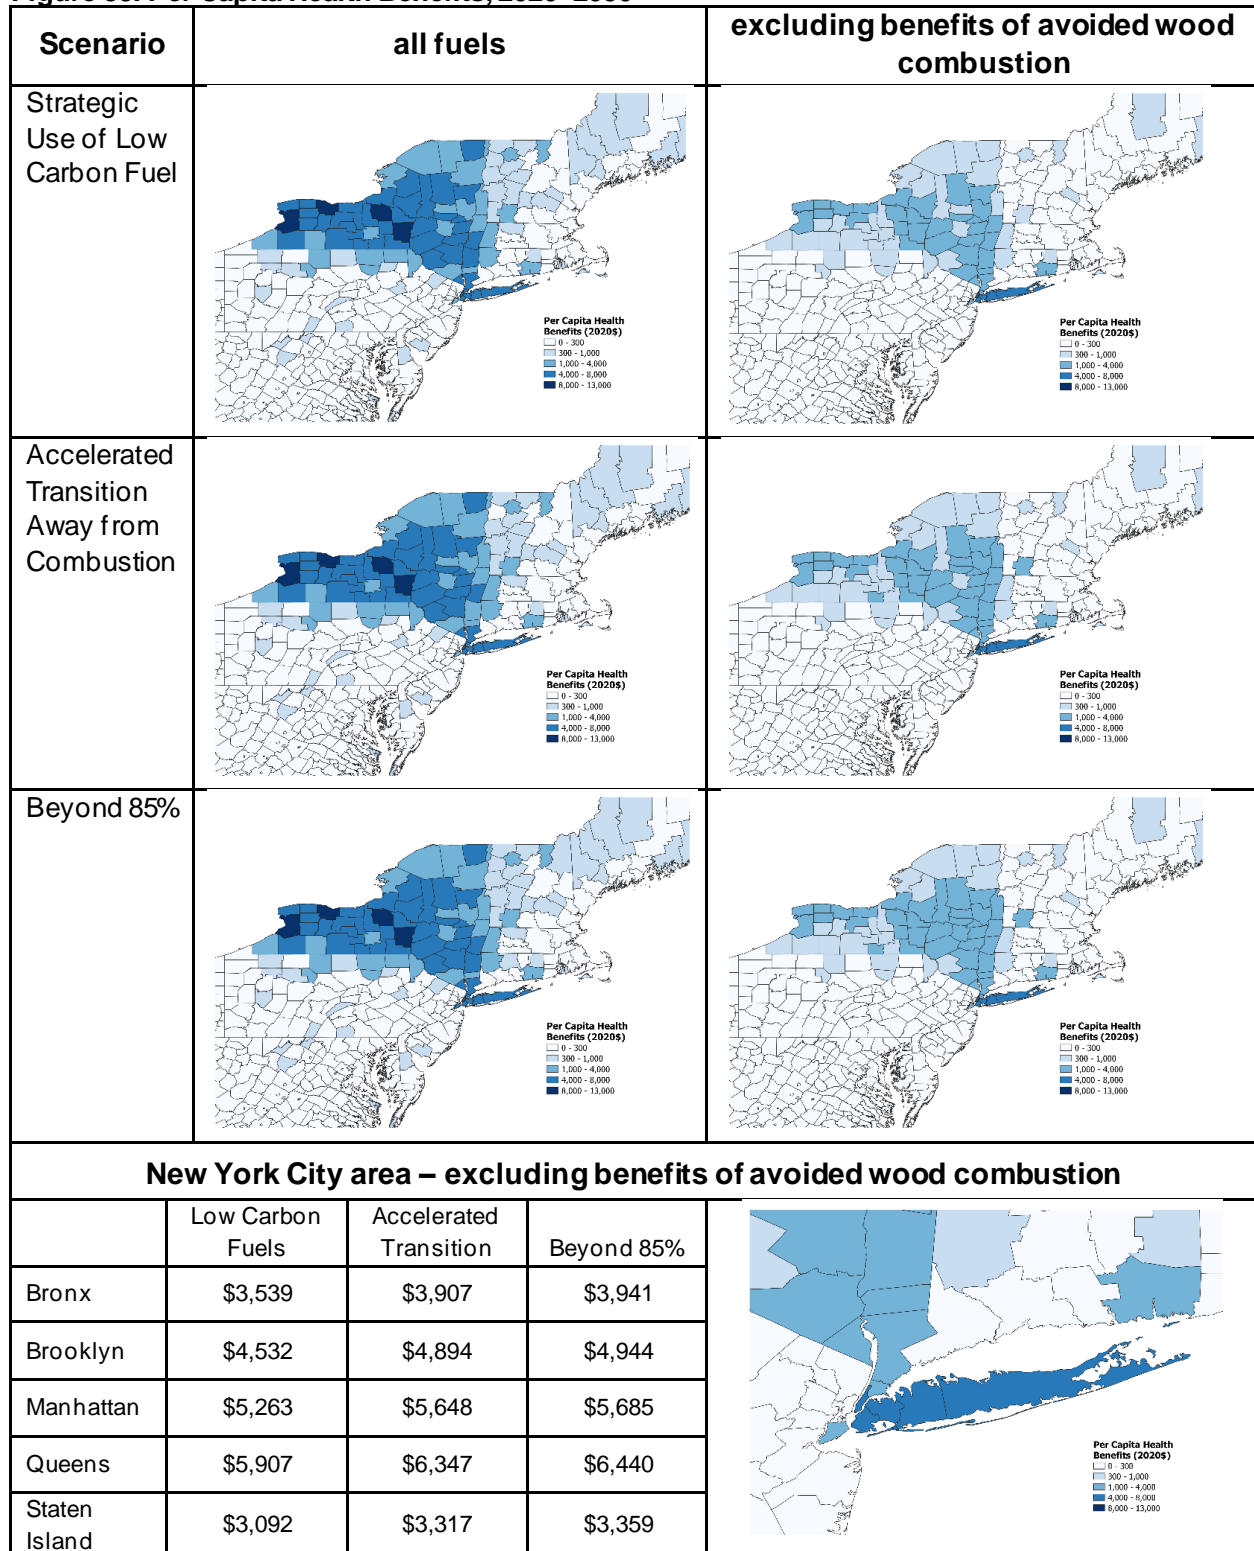 Scenario
all fuels
excluding benefits of avoided wood
combustion
Strategic
Use of Low
Carbon Fuel
Per Capita Health
Benefits (2020$)
0 - 300
300 - 1,000
1,000 - 4,000
4,000 - 8,000
8,000 - 13,000
Per Capita Health
Benefits (2020$)
0 - 300
300 - 1,000
1,000 - 4,000
4,000 - 8,000
8,000 - 13,000
Accelerated
Transition
Away from
Combustion
Per Capita Health
Benefits (2020$)
0 - 300
300 - 1,000
1,000 - 4,000
4,000 - 8,000
8,000 - 13,000
Per Capita Health
Benefits (2020$)
0 - 300
300 - 1,000
1,000 - 4,000
4,000 - 8,000
8,000 - 13,000
Beyond 85%
Per Capita Health
Benefits (2020$)
0 - 300
300 - 1,000
1,000 - 4,000
4,000 - 8,000
8,000 - 13,000
Per Capita Health
Benefits (2020$)
0 - 300
300 - 1,000
1,000 - 4,000
4,000 - 8,000
8,000 - 13,000
New York City area – excluding benefits of avoided wood combustion
Low Carbon
Fuels
Accelerated
Transition
Beyond 85%
Bronx $3,539 $3,907 $3,941
Brooklyn $4,532 $4,894 $4,944
Manhattan $5,263 $5,648 $5,685
Queens $5,907 $6,347 $6,440
Staten
Island $3,092 $3,317 $3,359
Per Capita Health
Benefits (2020$)
0 - 300
300 - 1,000
1,000 - 4,000
4,000 - 8,000
8,000 - 13,000